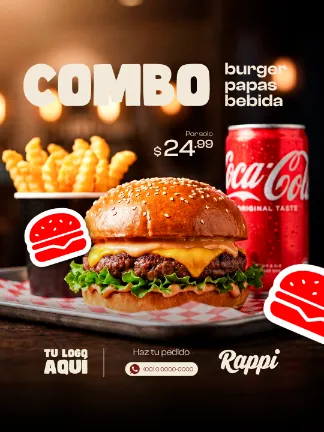 COMBO
burger
papas
bebida
Por solo
$24.99
Coca-Cola
ORIGINAL TASTE
TU LOGO
AQUÍ
Haz tu pedido
(00) 0 0000-0000
Rappi